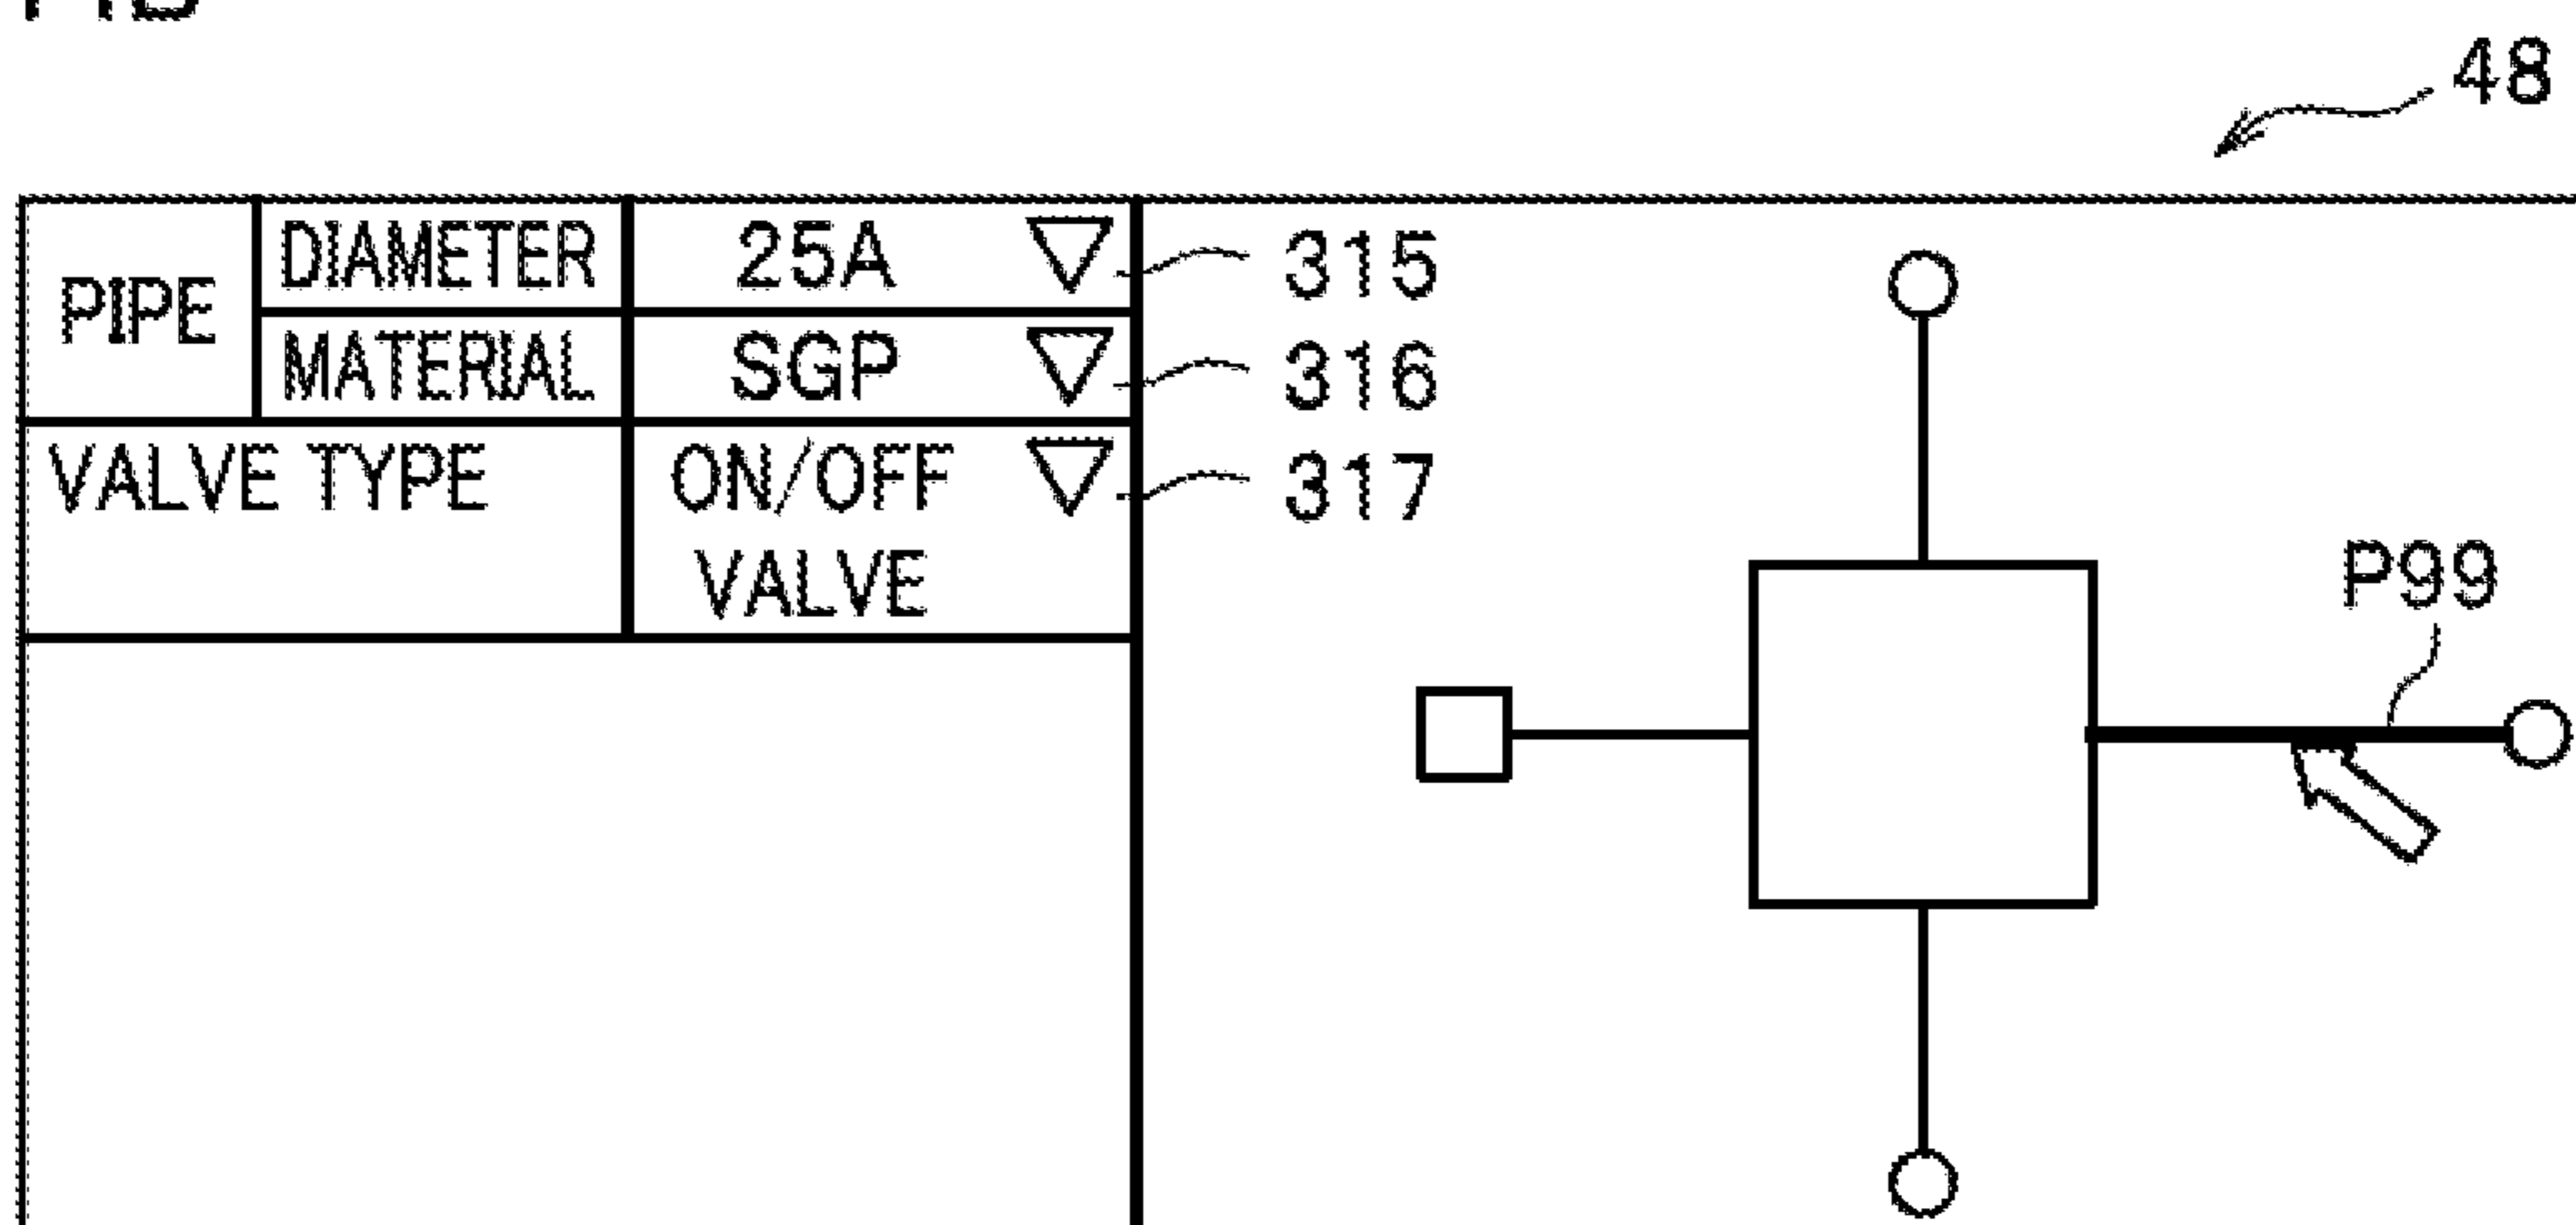 48
PIPE
DIAMETER 25A 315
MATERIAL SGP 316
VALVE TYPE ON/OFF 317
VALVE
P99